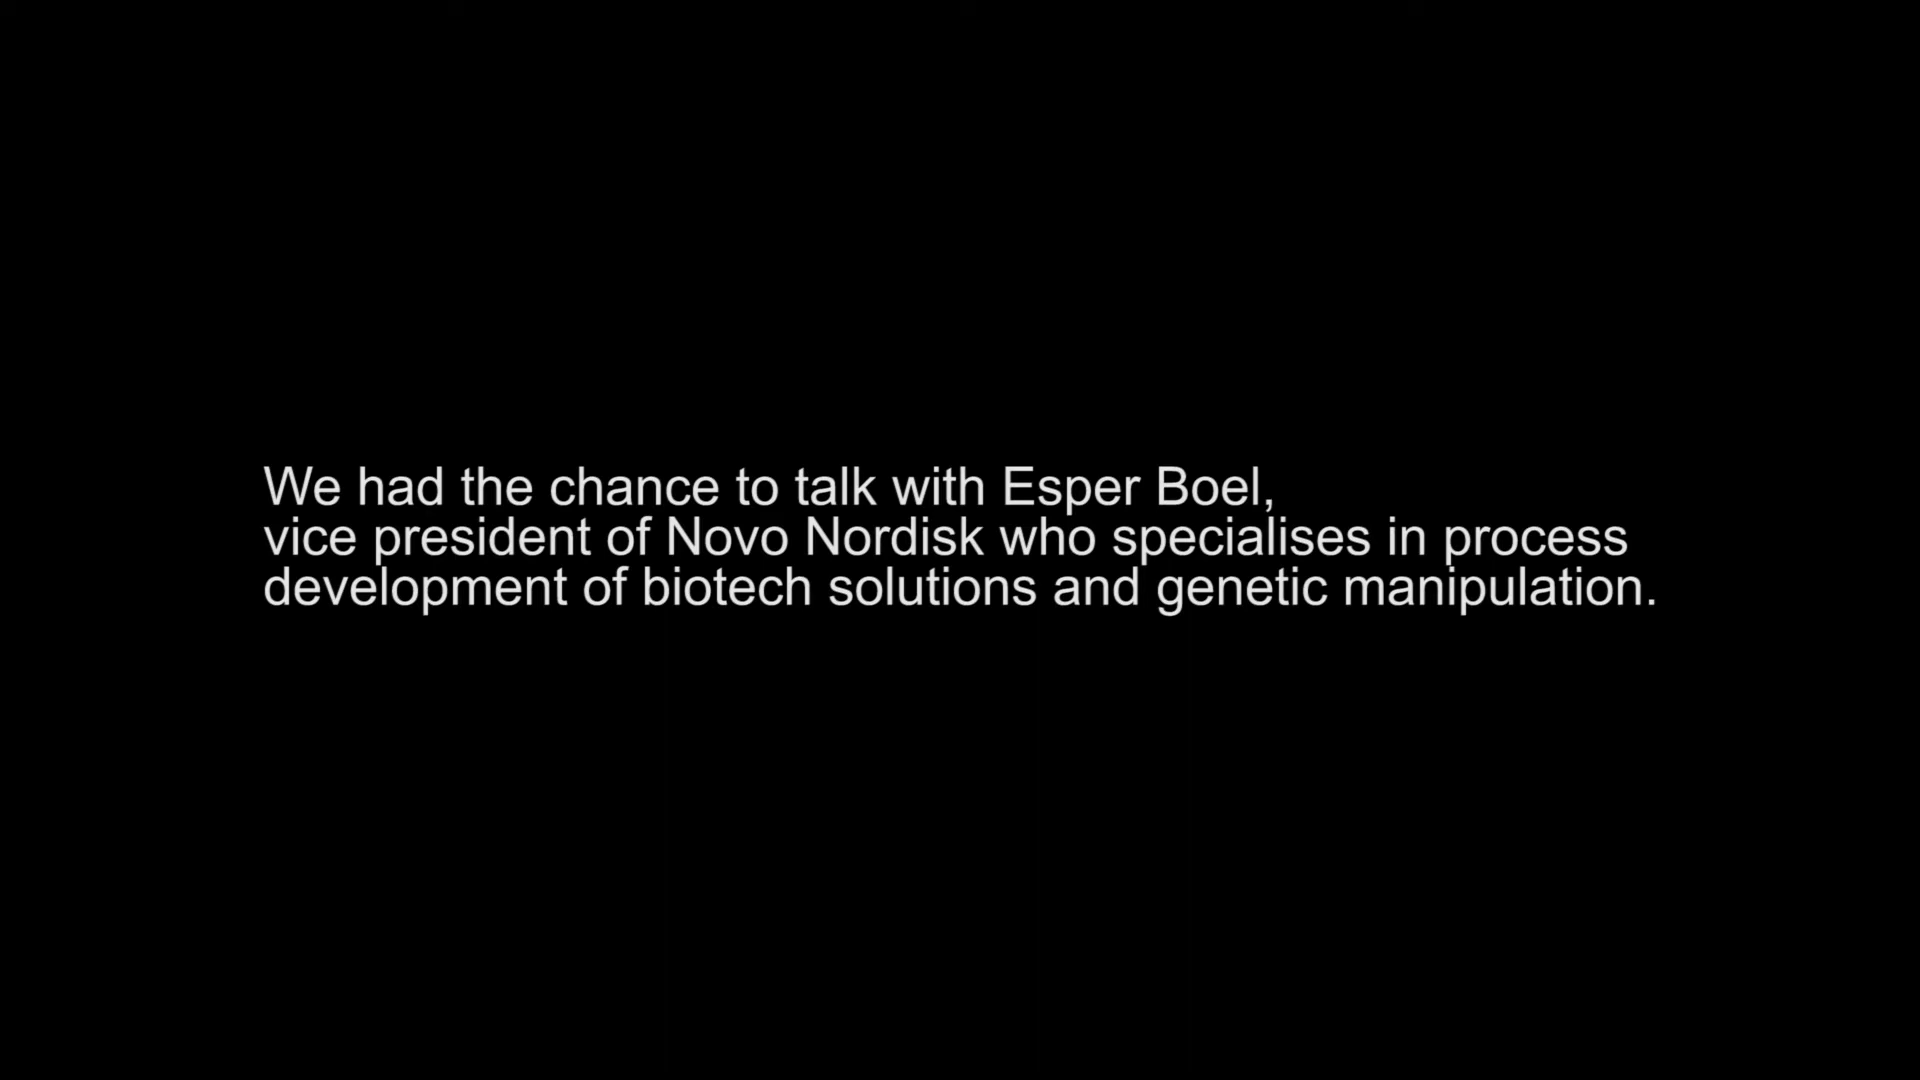 We had the chance to talk with Esper Boel,
vice president of Novo Nordisk who specialises in process
development of biotech solutions and genetic manipulation.